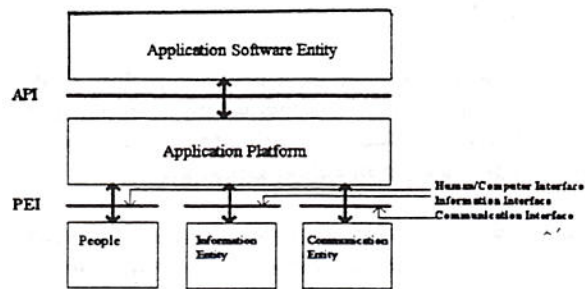 Application Software Entity
API
Application Platform
Human/Computer Interface
Information Interface
PEI
Communication Interface
People
Information
Entity
Communication
Entity